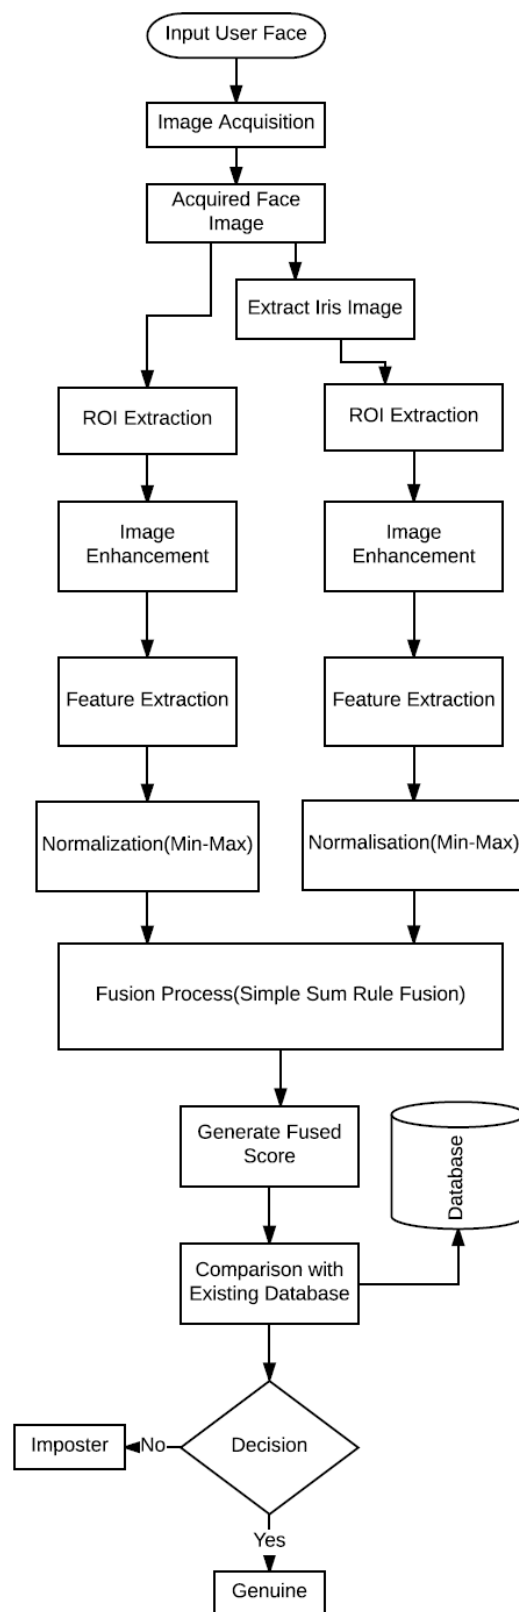 Input User Face
Image Acquisition
Acquired Face
Image
Extract Iris Image
ROI Extraction
ROI Extraction
Image
Enhancement
Image
Enhancement
Feature Extraction
Feature Extraction
Normalization(Min-Max)
Normalisation(Min-Max)
Fusion Process(Simple Sum Rule Fusion)
Generate Fused
Score
Database
Comparison with
Existing Database
Decision
No
Imposter
Yes
Genuine